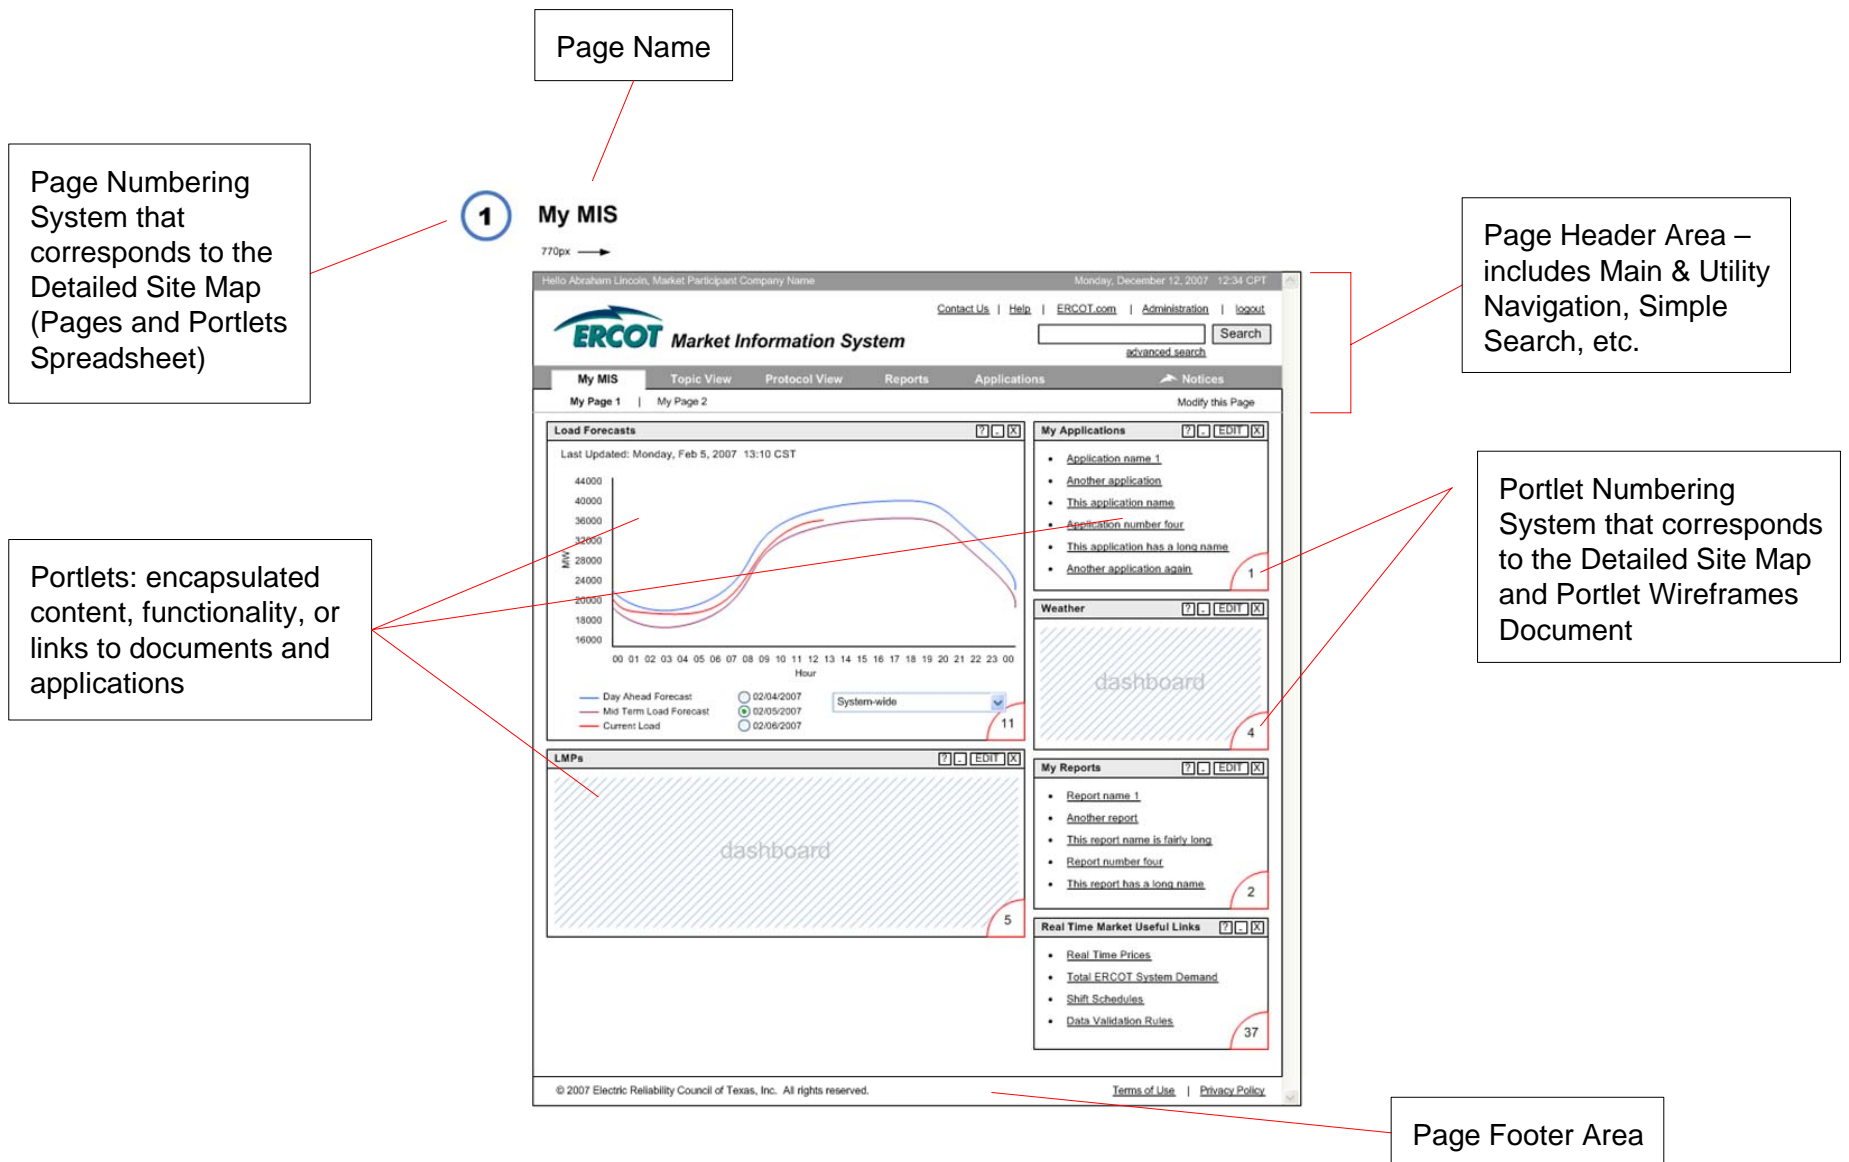 Page Name
Page Numbering
System that
corresponds to the
Detailed Site Map
(Pages and Portlets
Spreadsheet)
1
My MIS
770px
Page Header Area –
includes Main & Utility
Navigation, Simple
Search, etc.
Hello Abraham Lincoln, Market Participant Company Name
Monday, December 12, 2007 12:34 CPT
Contact Us | Help | ERCOT.com | Administration | logout
ERCOT Market Information System
Search
advanced search
My MIS Topic View Protocol View Reports Applications Notices
My Page 1 | My Page 2 Modify this Page
Load Forecasts ? - X
Last Updated: Monday, Feb 5, 2007 13:10 CST
44000
40000
36000
32000
28000
24000
20000
18000
16000
MW
00 01 02 03 04 05 06 07 08 09 10 11 12 13 14 15 16 17 18 19 20 21 22 23 00
Hour
Day Ahead Forecast 02/04/2007
Mid Term Load Forecast 02/05/2007
Current Load 02/06/2007
System-wide
11
My Applications ? - EDIT X
Application name 1
Another application
This application name
Application number four
This application has a long name
Another application again
1
Portlets: encapsulated
content, functionality, or
links to documents and
applications
Portlet Numbering
System that corresponds
to the Detailed Site Map
and Portlet Wireframes
Document
Weather ? - EDIT X
dashboard
4
LMPs ? - EDIT X
dashboard
5
My Reports ? - EDIT X
Report name 1
Another report
This report name is fairly long
Report number four
This report has a long name
2
Real Time Market Useful Links ? - X
Real Time Prices
Total ERCOT System Demand
Shift Schedules
Data Validation Rules
37
© 2007 Electric Reliability Council of Texas, Inc. All rights reserved.
Terms of Use | Privacy Policy
Page Footer Area